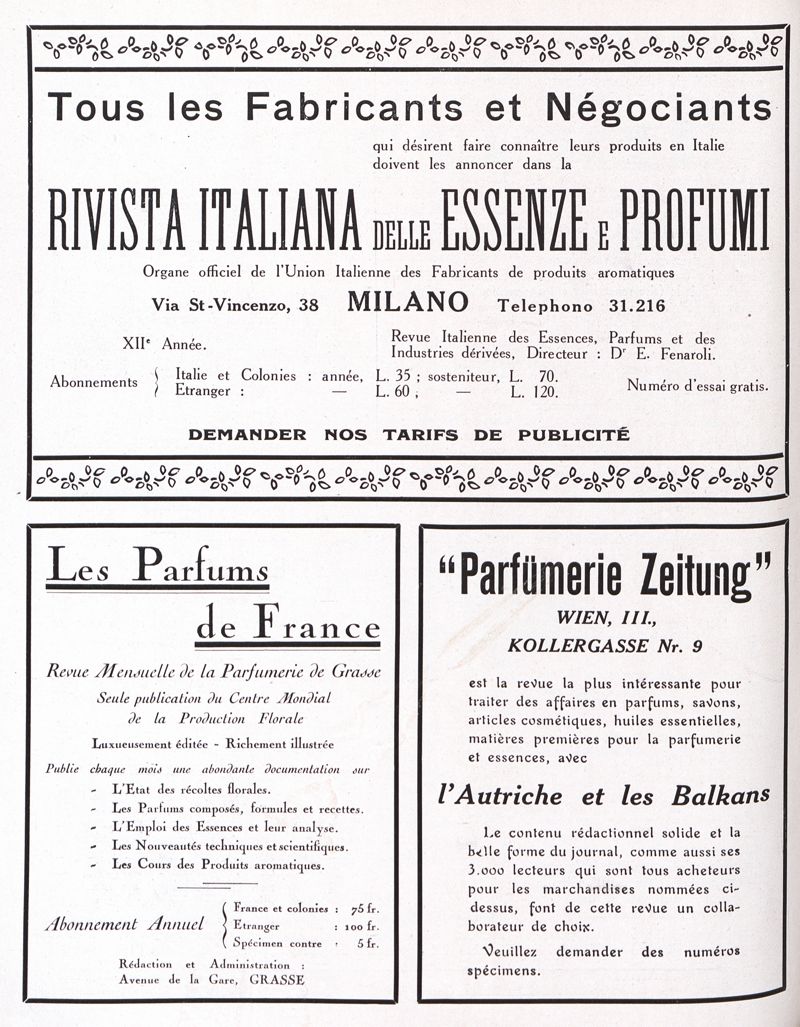 Tous les Fabricants et Négociants
qui désirent faire connaître leurs produits en Italie
doivent les annoncer dans la
RIVISTA ITALIANA DELLE ESSENZE E PROFUMI
Organe officiel de l'Union Italienne des Fabricants de produits aromatiques
Via St-Vincenzo, 38 MILANO Telephono 31.216
XIIe Année.
Revue Italienne des Essences, Parfums et des
Industries dérivées, Directeur : Dr E. Fenaroli.
Abonnements { Italie et Colonies : année, L. 35 ; sosteniteur, L. 70.
Etranger : — L. 60 ; — L. 120.
Numéro d'essai gratis.
DEMANDER NOS TARIFS DE PUBLICITÉ
Les Parfums
de France
Revue Mensuelle de la Parfumerie de Grasse
Seule publication du Centre Mondial
de la Production Florale
Luxueusement éditée - Richement illustrée
Publie chaque mois une abondante documentation sur
- L'Etat des récoltes florales.
- Les Parfums composés, formules et recettes.
- L'Emploi des Essences et leur analyse.
- Les Nouveautés techniques et scientifiques.
- Les Cours des Produits aromatiques.
Abonnement Annuel { France et colonies : 75 fr.
Etranger : 100 fr.
Spécimen contre : 5 fr.
Rédaction et Administration :
Avenue de la Gare, GRASSE
“Parfümerie Zeitung”
WIEN, III.,
KOLLERGASSE Nr. 9
est la revue la plus intéressante pour
traiter des affaires en parfums, savons,
articles cosmétiques, huiles essentielles,
matières premières pour la parfumerie
et essences, avec
l'Autriche et les Balkans
Le contenu rédactionnel solide et la
belle forme du journal, comme aussi ses
3.000 lecteurs qui sont tous acheteurs
pour les marchandises nommées ci-
dessus, font de cette revue un colla-
borateur de choix.
Veuillez demander des numéros
spécimens.